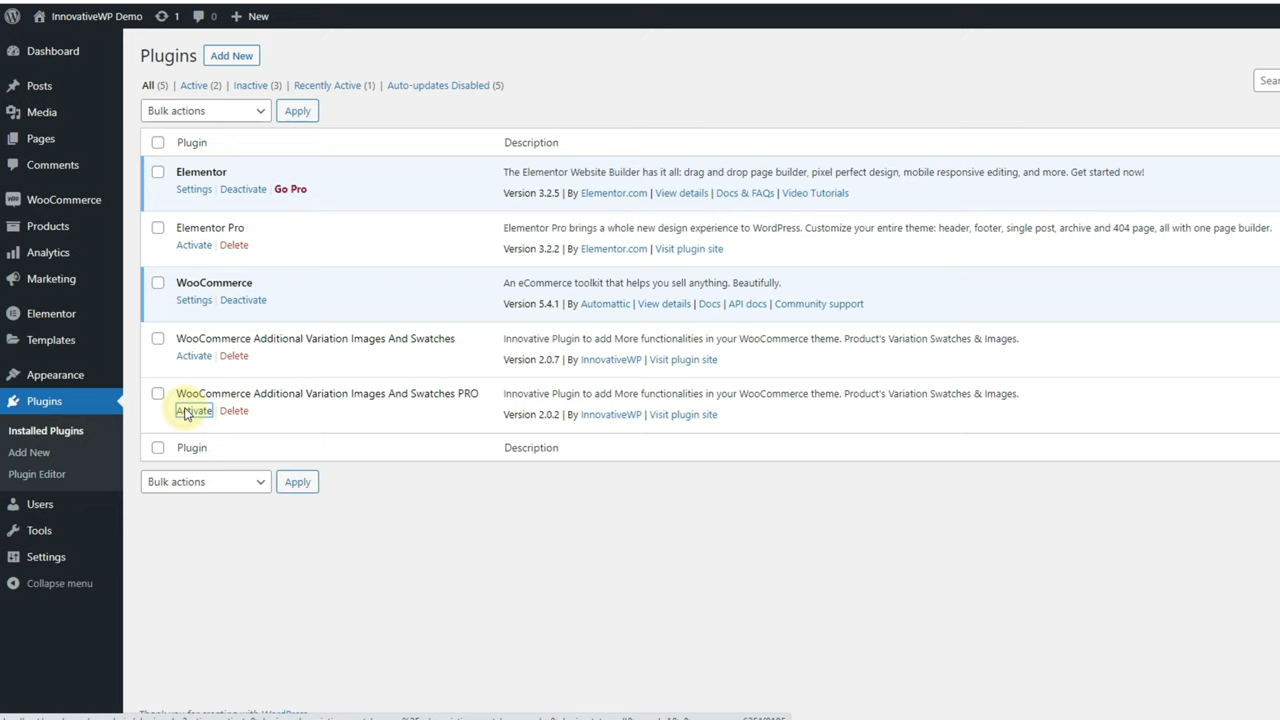 InnovativeWP Demo 1 0 New
Dashboard
Posts
Media
Pages
Comments
WooCommerce
Products
Analytics
Marketing
Elementor
Templates
Appearance
Plugins
Installed Plugins
Add New
Plugin Editor
Users
Tools
Settings
Collapse menu
Plugins Add New
All (5) | Active (2) | Inactive (3) | Recently Active (1) | Auto-updates Disabled (5)
Sear
Bulk actions Apply
Plugin Description
Elementor The Elementor Website Builder has it all: drag and drop page builder, pixel perfect design, mobile responsive editing, and more. Get started now!
Settings | Deactivate | Go Pro Version 3.2.5 | By Elementor.com | View details | Docs & FAQs | Video Tutorials
Elementor Pro Elementor Pro brings a whole new design experience to WordPress. Customize your entire theme: header, footer, single post, archive and 404 page, all with one page builder.
Activate | Delete Version 3.2.2 | By Elementor.com | Visit plugin site
WooCommerce An eCommerce toolkit that helps you sell anything. Beautifully.
Settings | Deactivate Version 5.4.1 | By Automattic | View details | Docs | API docs | Community support
WooCommerce Additional Variation Images And Swatches Innovative Plugin to add More functionalities in your WooCommerce theme. Product's Variation Swatches & Images.
Activate | Delete Version 2.0.7 | By InnovativeWP | Visit plugin site
WooCommerce Additional Variation Images And Swatches PRO Innovative Plugin to add More functionalities in your WooCommerce theme. Product's Variation Swatches & Images.
Activate | Delete Version 2.0.2 | By InnovativeWP | Visit plugin site
Plugin Description
Bulk actions Apply